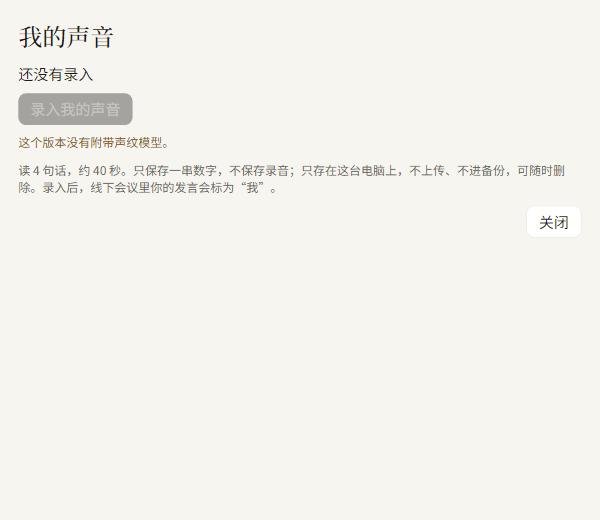 我的声音
还没有录入
录入我的声音
这个版本没有附带声纹模型。
读 4 句话，约 40 秒。只保存一串数字，不保存录音；只存在这台电脑上，不上传、不进备份，可随时删
除。录入后，线下会议里你的发言会标为“我”。
关闭